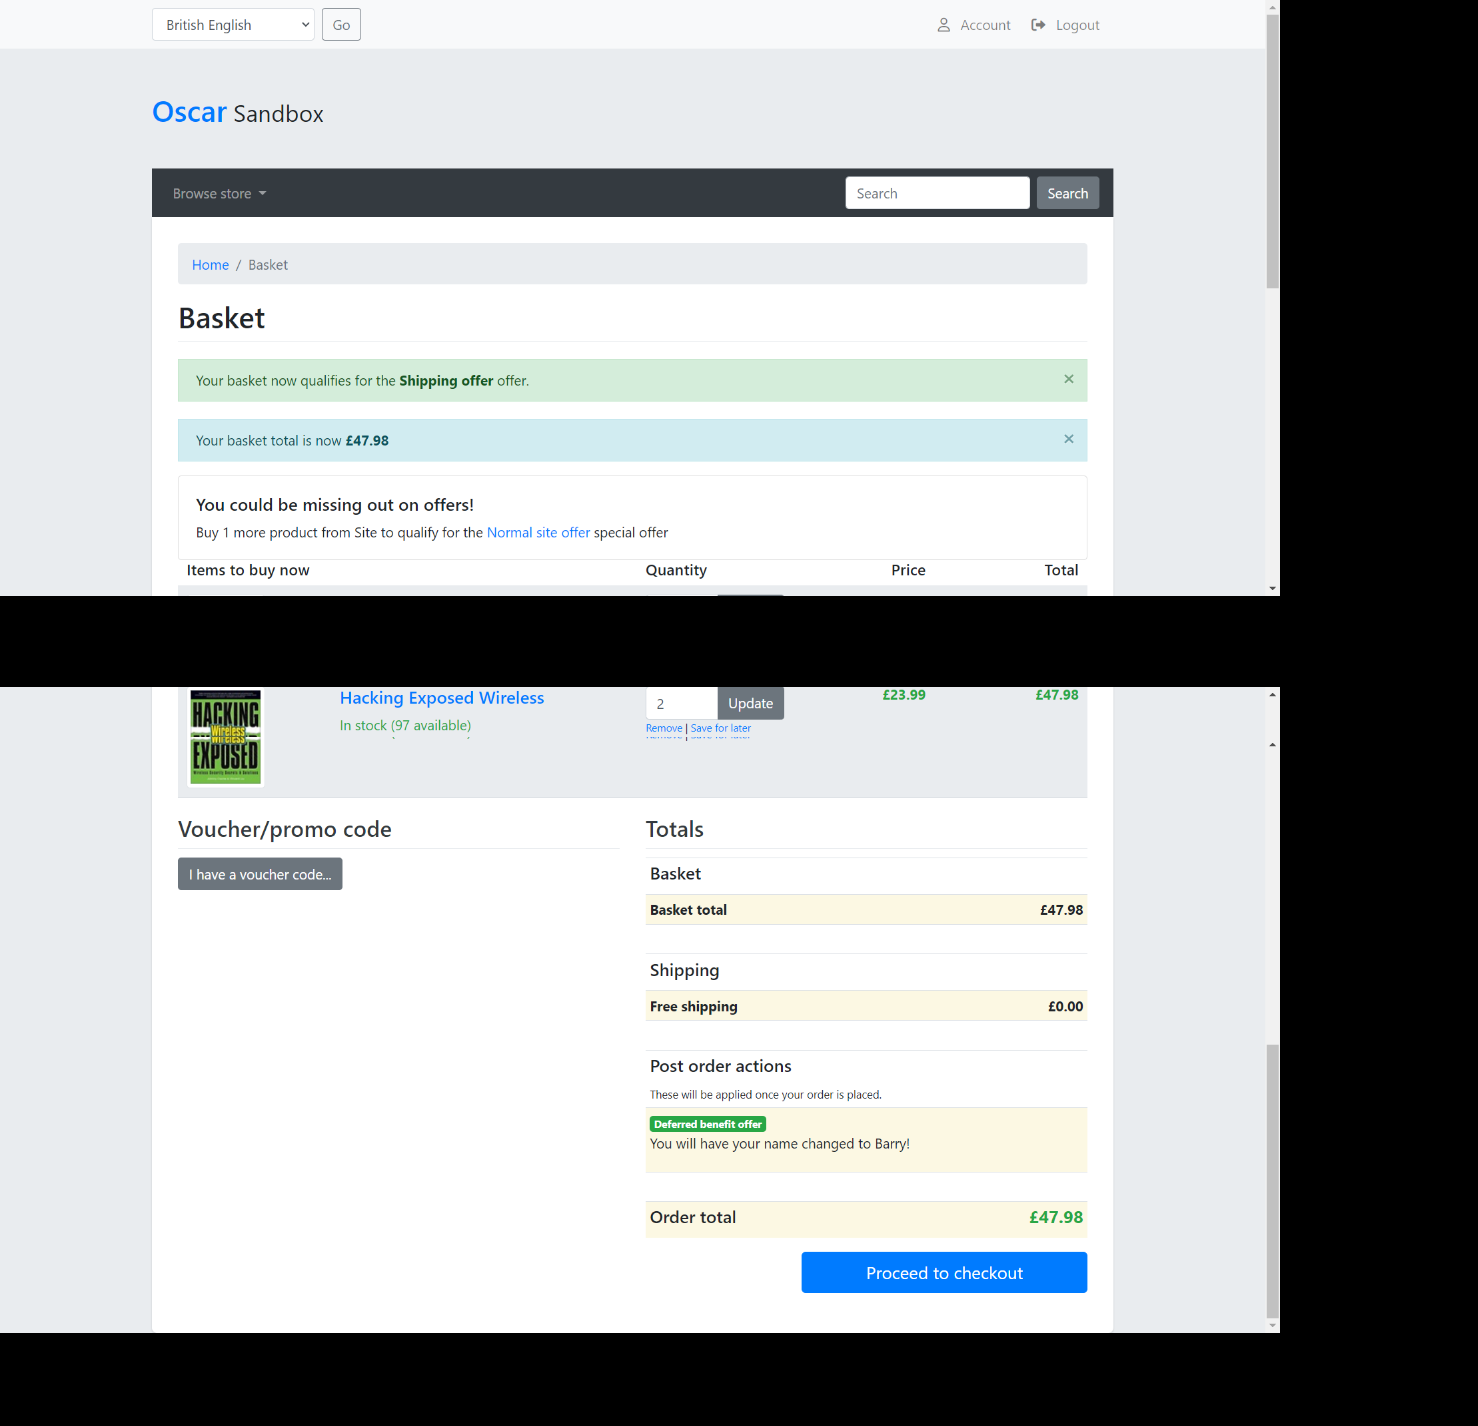 British English Go Account Logout
Oscar Sandbox
Browse store Search Search
Home / Basket
Basket
Your basket now qualifies for the Shipping offer offer. ×
Your basket total is now £47.98 ×
You could be missing out on offers!
Buy 1 more product from Site to qualify for the Normal site offer special offer
Items to buy now Quantity Price Total
Hacking Exposed Wireless 2 Update £23.99 £47.98
In stock (97 available)
Remove | Save for later
HACKING
Wireless
EXPOSED
Voucher/promo code
I have a voucher code...
Totals
Basket
Basket total £47.98
Shipping
Free shipping £0.00
Post order actions
These will be applied once your order is placed.
Deferred benefit offer
You will have your name changed to Barry!
Order total £47.98
Proceed to checkout